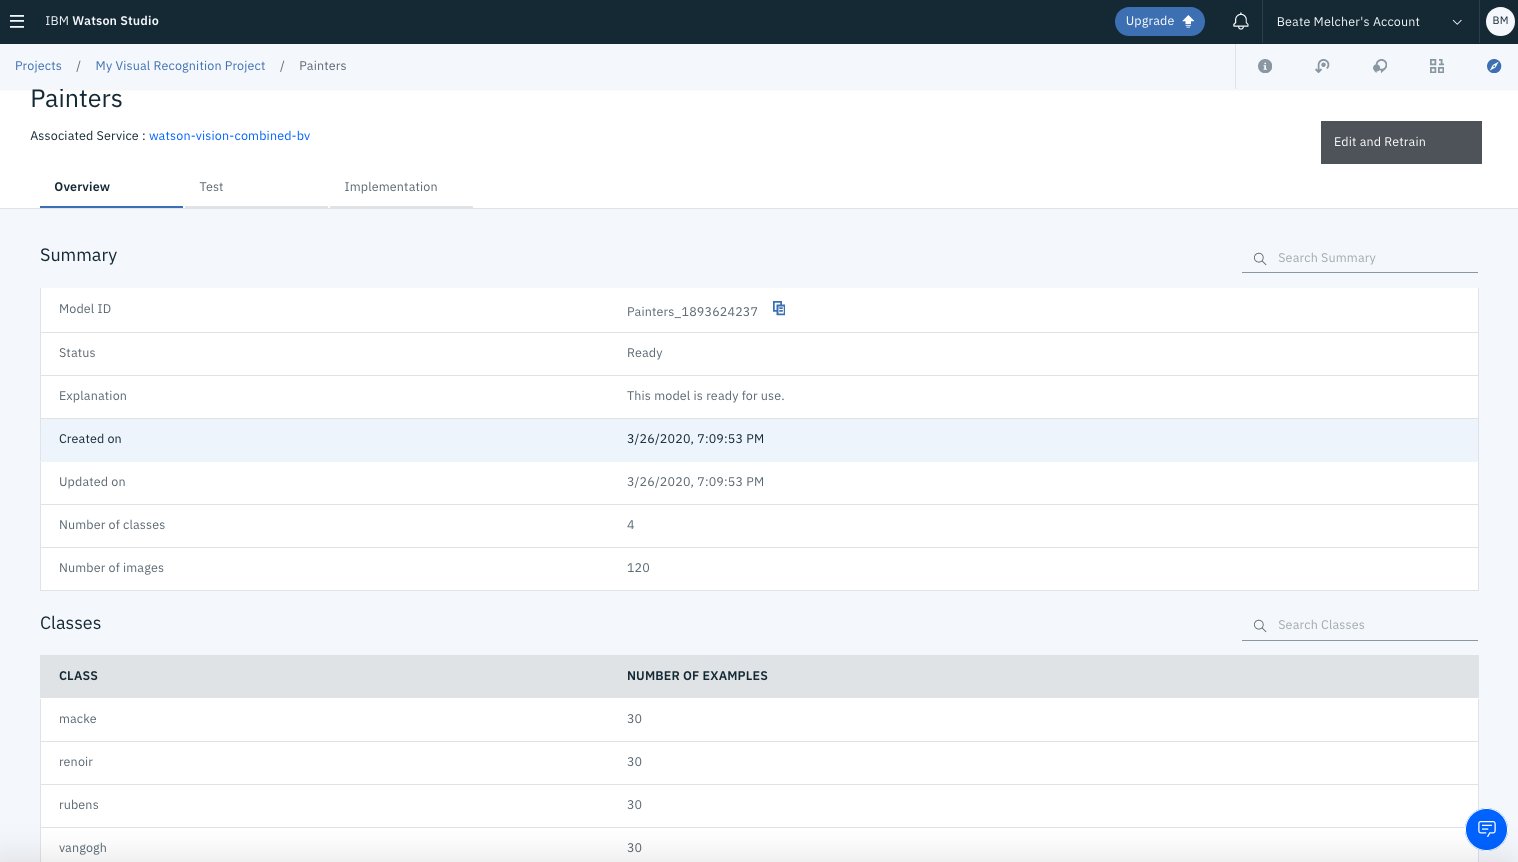 IBM Watson Studio
Upgrade
Beate Melcher's Account
BM
Projects / My Visual Recognition Project / Painters
Painters
Associated Service : watson-vision-combined-bv
Edit and Retrain
Overview Test Implementation
Summary
Search Summary
Model ID Painters_1893624237
Status Ready
Explanation This model is ready for use.
Created on 3/26/2020, 7:09:53 PM
Updated on 3/26/2020, 7:09:53 PM
Number of classes 4
Number of images 120
Classes
Search Classes
CLASS NUMBER OF EXAMPLES
macke 30
renoir 30
rubens 30
vangogh 30